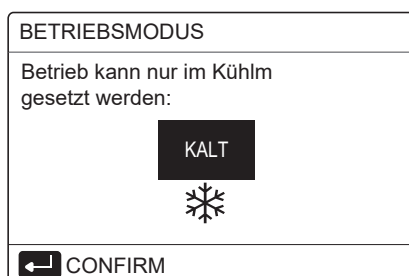 BETRIEBSMODUS
Betrieb kann nur im Kühlm
gesetzt werden:
KALT
CONFIRM